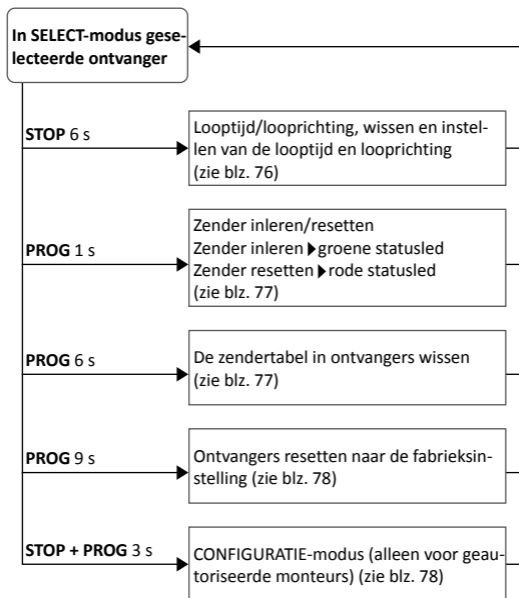 In SELECT-modus gese-
lecteerde ontvanger
STOP 6 s
Looptijd/looprichting, wissen en instel-
len van de looptijd en looprichting
(zie blz. 76)
PROG 1 s
Zender inleren/resetten
Zender inleren ▶ groene statusled
Zender resetten ▶ rode statusled
(zie blz. 77)
PROG 6 s
De zendertabel in ontvangers wissen
(zie blz. 77)
PROG 9 s
Ontvangers resetten naar de fabrieksin-
stelling (zie blz. 78)
STOP + PROG 3 s
CONFIGURATIE-modus (alleen voor geau-
toriseerde monteurs) (zie blz. 78)